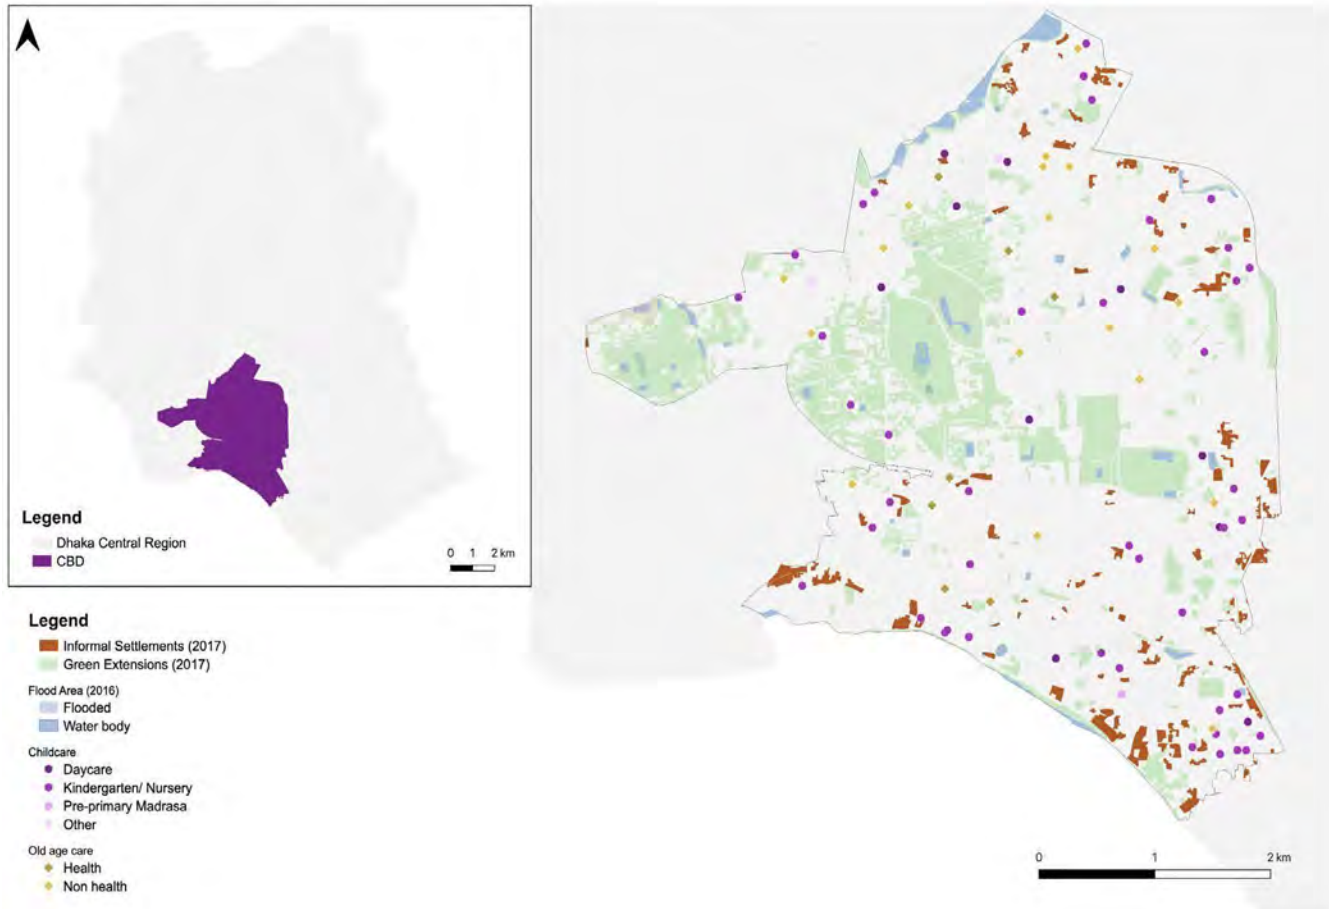 Legend
Dhaka Central Region
CBD
0 1 2 km
Legend
Informal Settlements (2017)
Green Extensions (2017)
Flood Area (2016)
Flooded
Water body
Childcare
Daycare
Kindergarten/ Nursery
Pre-primary Madrasa
Other
Old age care
Health
Non health
0 1 2 km